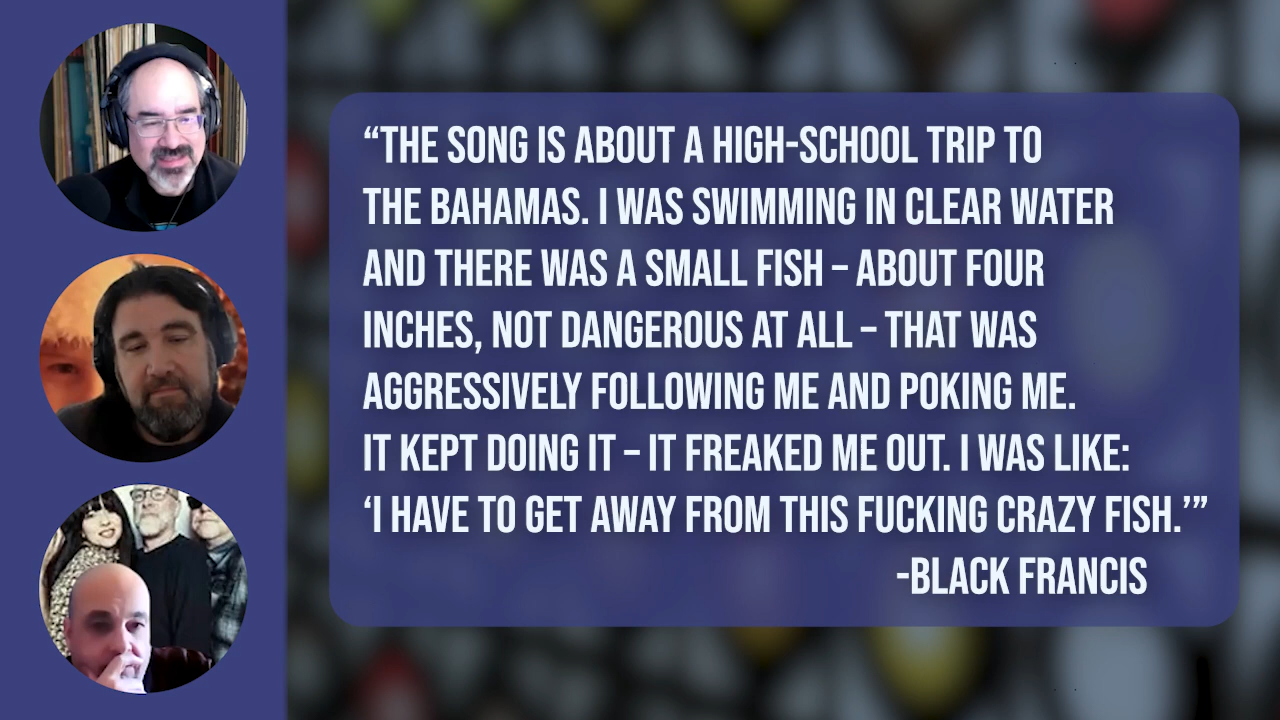 “THE SONG IS ABOUT A HIGH-SCHOOL TRIP TO
THE BAHAMAS. I WAS SWIMMING IN CLEAR WATER
AND THERE WAS A SMALL FISH – ABOUT FOUR
INCHES, NOT DANGEROUS AT ALL – THAT WAS
AGGRESSIVELY FOLLOWING ME AND POKING ME.
IT KEPT DOING IT – IT FREAKED ME OUT. I WAS LIKE:
‘I HAVE TO GET AWAY FROM THIS FUCKING CRAZY FISH.’”
-BLACK FRANCIS